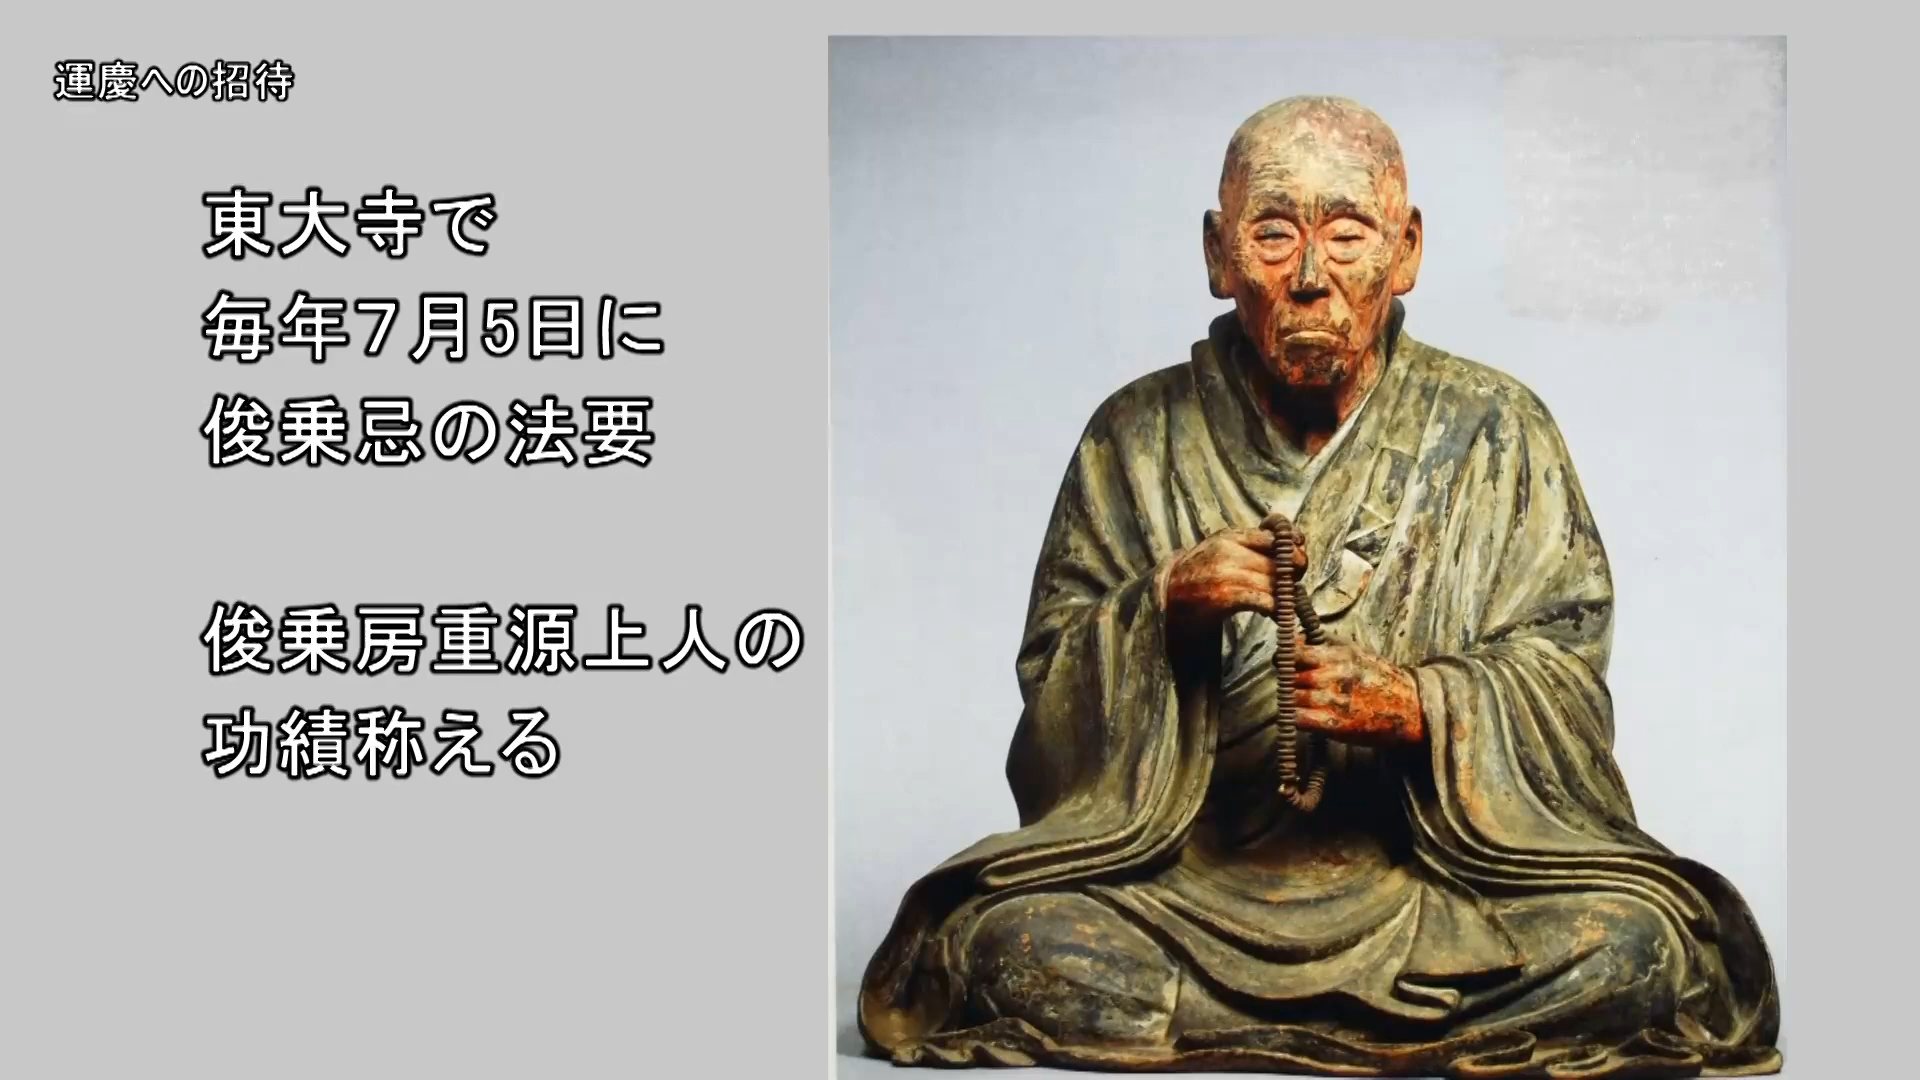 運慶への招待
東大寺で
毎年７月5日に
俊乗忌の法要
俊乗房重源上人の
功績称える